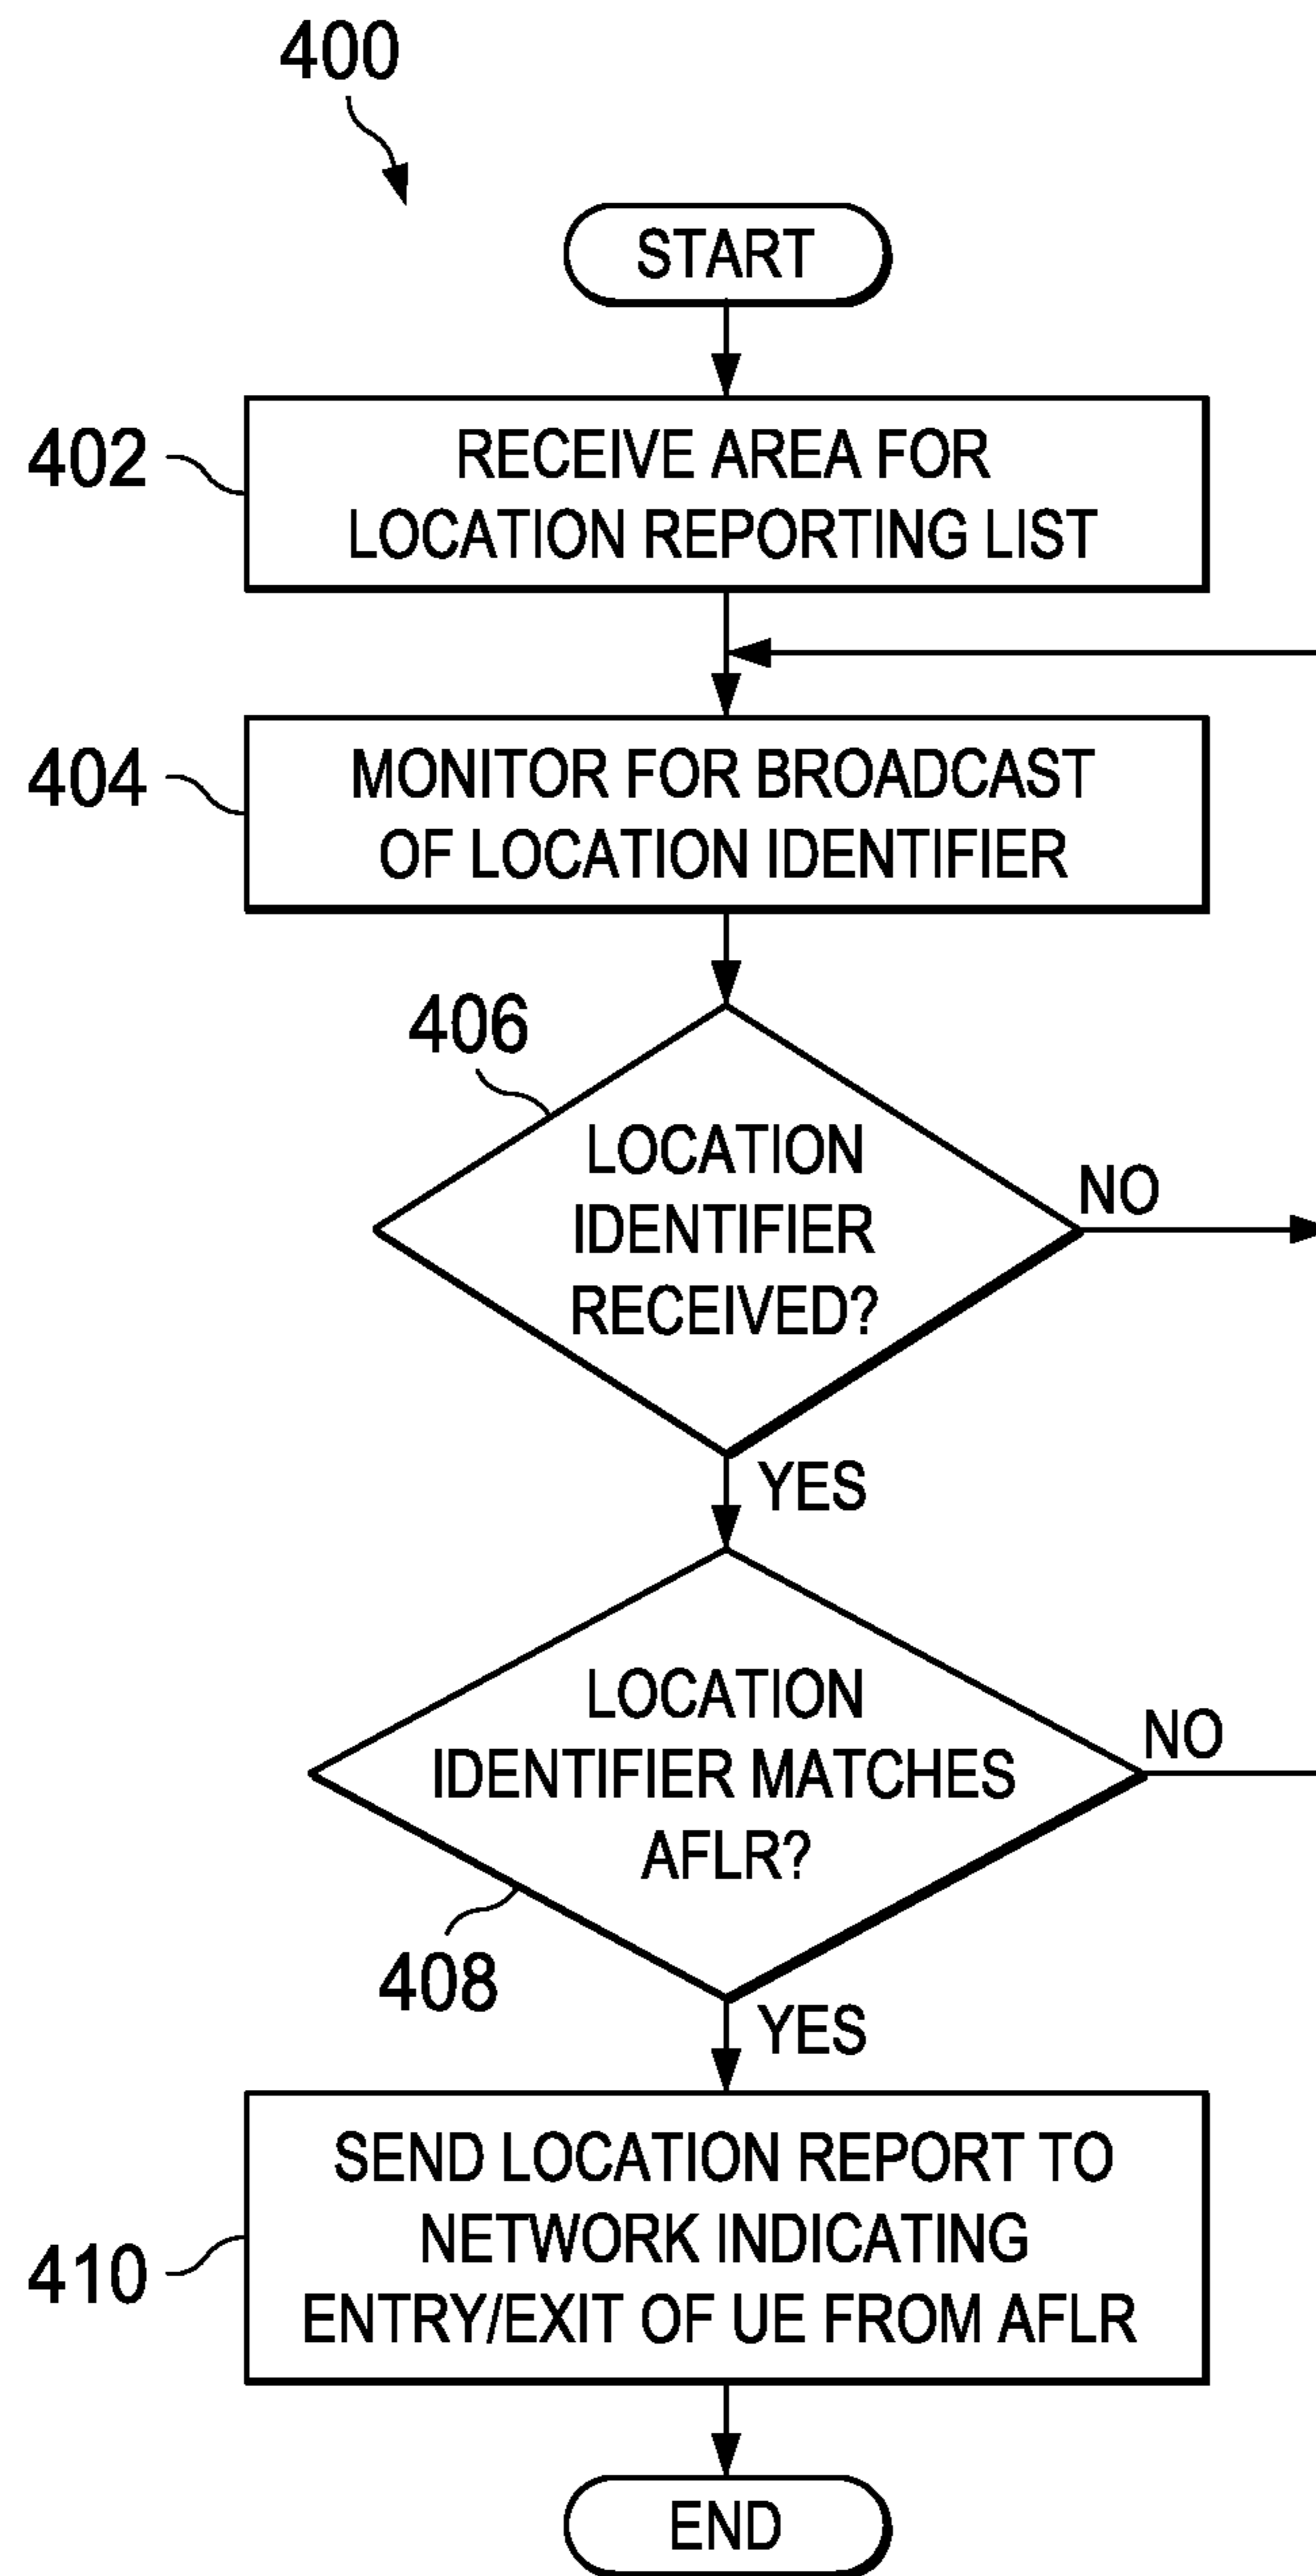 400
START
402
RECEIVE AREA FOR
LOCATION REPORTING LIST
404
MONITOR FOR BROADCAST
OF LOCATION IDENTIFIER
406
LOCATION
IDENTIFIER
RECEIVED?
NO
YES
LOCATION
IDENTIFIER MATCHES
AFLR?
NO
408
YES
410
SEND LOCATION REPORT TO
NETWORK INDICATING
ENTRY/EXIT OF UE FROM AFLR
END